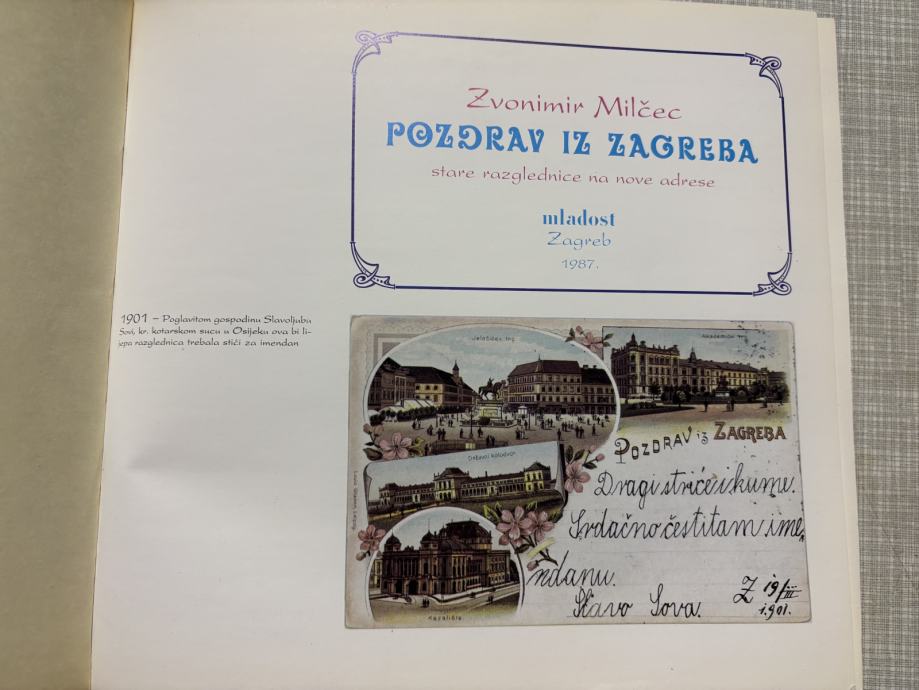 Zvonimir Milčec
POZDRAV IZ ZAGREBA
stare razglednice na nove adrese
mladost
Zagreb
1987.
1901 – Poglavitom gospodinu Slavoljubu
Sovi, kr. kotarskom sucu u Osijeku ova bi li-
jepa razglednica trebala stići za imendan
Jelačićev trg
Akademički trg
POZDRAV iz ZAGREBA
Državni kolodvor
Kazalište
Dragi striče i kume.
Srdačno čestitam ime„
ndanu.
Slavo Sova.
Z 19/III
1901.